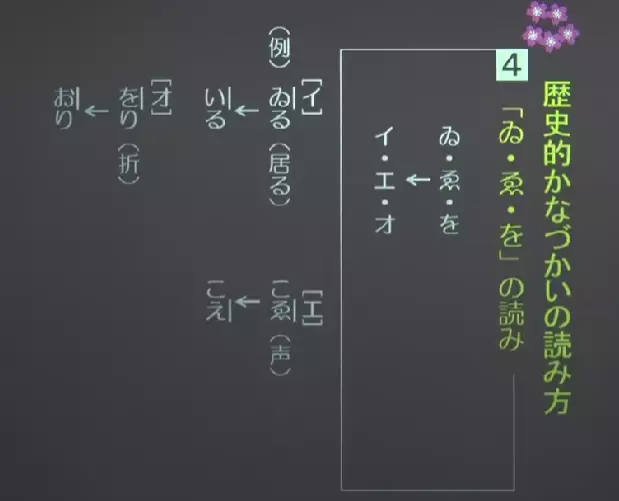 歴史的かなづかいの読み方
4 「ゐ・ゑ・を」の読み
ゐ・ゑ・を
←
イ・エ・オ
[イ]
(例) ゐる(居る)
←
いる
[エ]
こゑ(声)
←
こえ
[オ]
をり(折)
←
おり